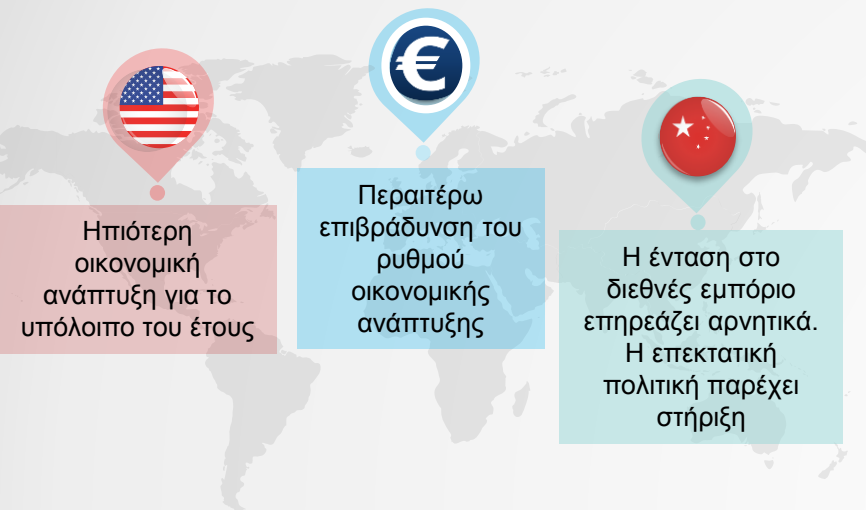 Ηπιότερη
οικονομική
ανάπτυξη για το
υπόλοιπο του έτους
€
Περαιτέρω
επιβράδυνση του
ρυθμού
οικονομικής
ανάπτυξης
Η ένταση στο
διεθνές εμπόριο
επηρεάζει αρνητικά.
Η επεκτατική
πολιτική παρέχει
στήριξη